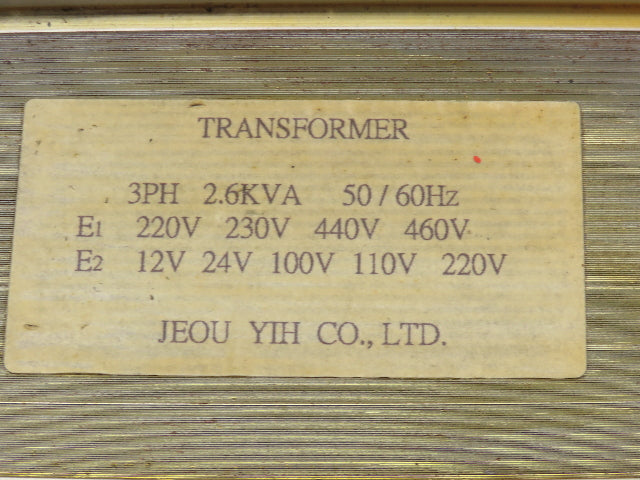 TRANSFORMER
3PH 2.6KVA 50 / 60Hz
E1 220V 230V 440V 460V
E2 12V 24V 100V 110V 220V
JEOU YIH CO., LTD.